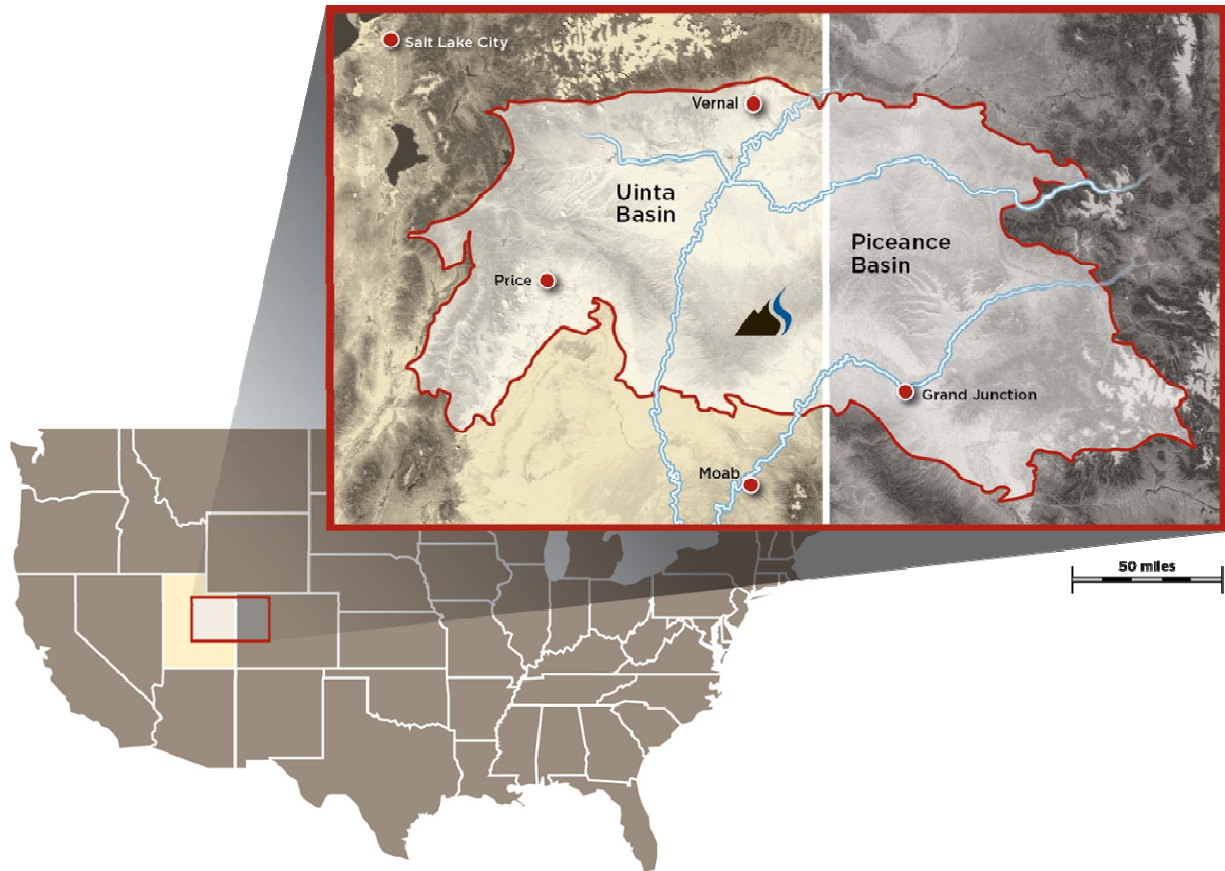 Salt Lake City
Vernal
Uinta
Basin
Piceance
Basin
Price
Grand Junction
Moab
50 miles